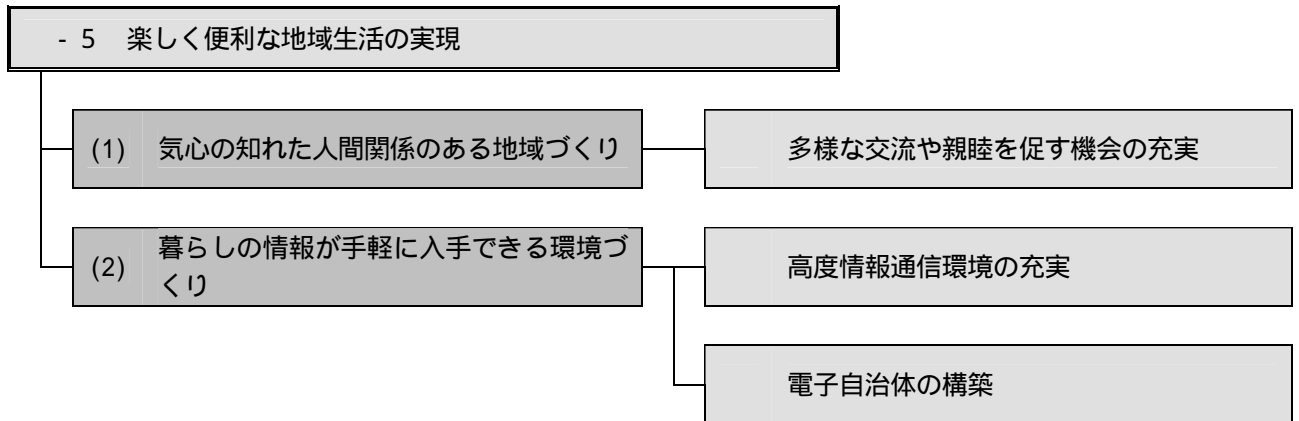 - 5 楽しく便利な地域生活の実現
(1) 気心の知れた人間関係のある地域づくり
多様な交流や親睦を促す機会の充実
(2) 暮らしの情報が手軽に入手できる環境づ
くり
高度情報通信環境の充実
電子自治体の構築